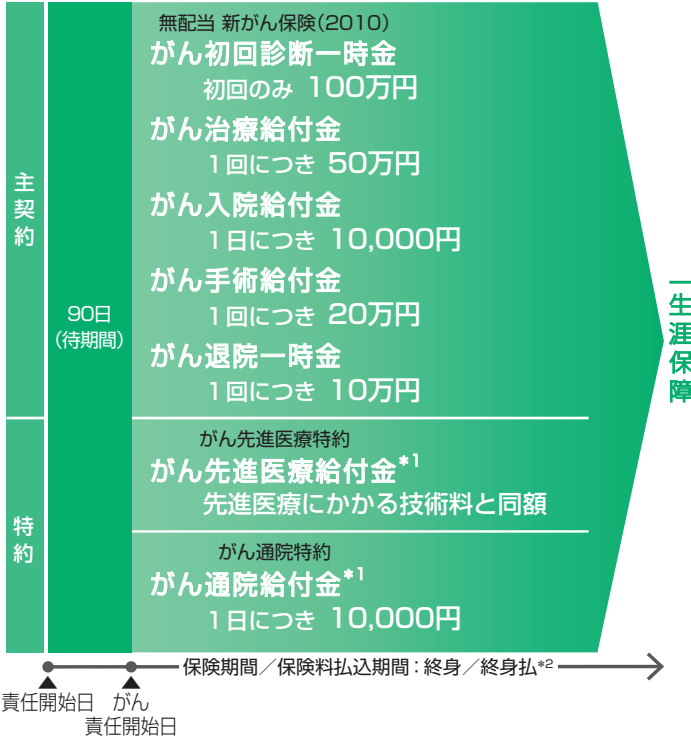 主契約
90日
(待期間)
無配当 新がん保険(2010)
がん初回診断一時金
初回のみ 100万円
がん治療給付金
1回につき 50万円
がん入院給付金
1日につき 10,000円
がん手術給付金
1回につき 20万円
がん退院一時金
1回につき 10万円
特約
がん先進医療特約
がん先進医療給付金*1
先進医療にかかる技術料と同額
がん通院特約
がん通院給付金*1
1日につき 10,000円
一生涯保障
保険期間/保険料払込期間:終身/終身払*2
責任開始日
がん
責任開始日